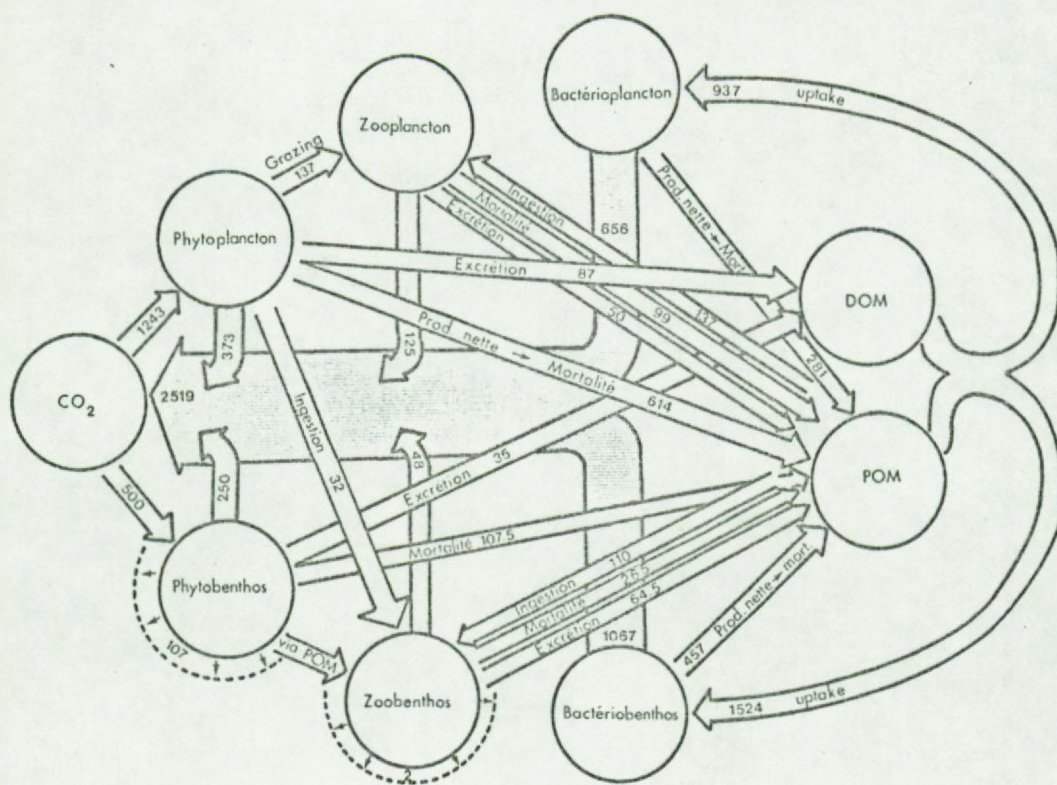 Bactérioplancton
937
uptake
Zooplancton
Grazing
137
Phytoplancton
Ingestion
Mortalité
Excrétion
Prod. nette → Mort
656
DOM
Excrétion
87
50
99
137
281
1243
373
125
Prod. nette → Mortalité
614
CO2
2519
Ingestion
32
48
500
250
Excrétion
35
POM
Mortalité 107.5
Phytobenthos
Ingestion
110
Mortalité
Excrétion
64.5
107
via POM
1067
457
Prod. nette → mort.
Zoobenthos
Bactériobenthos
1524
uptake
2